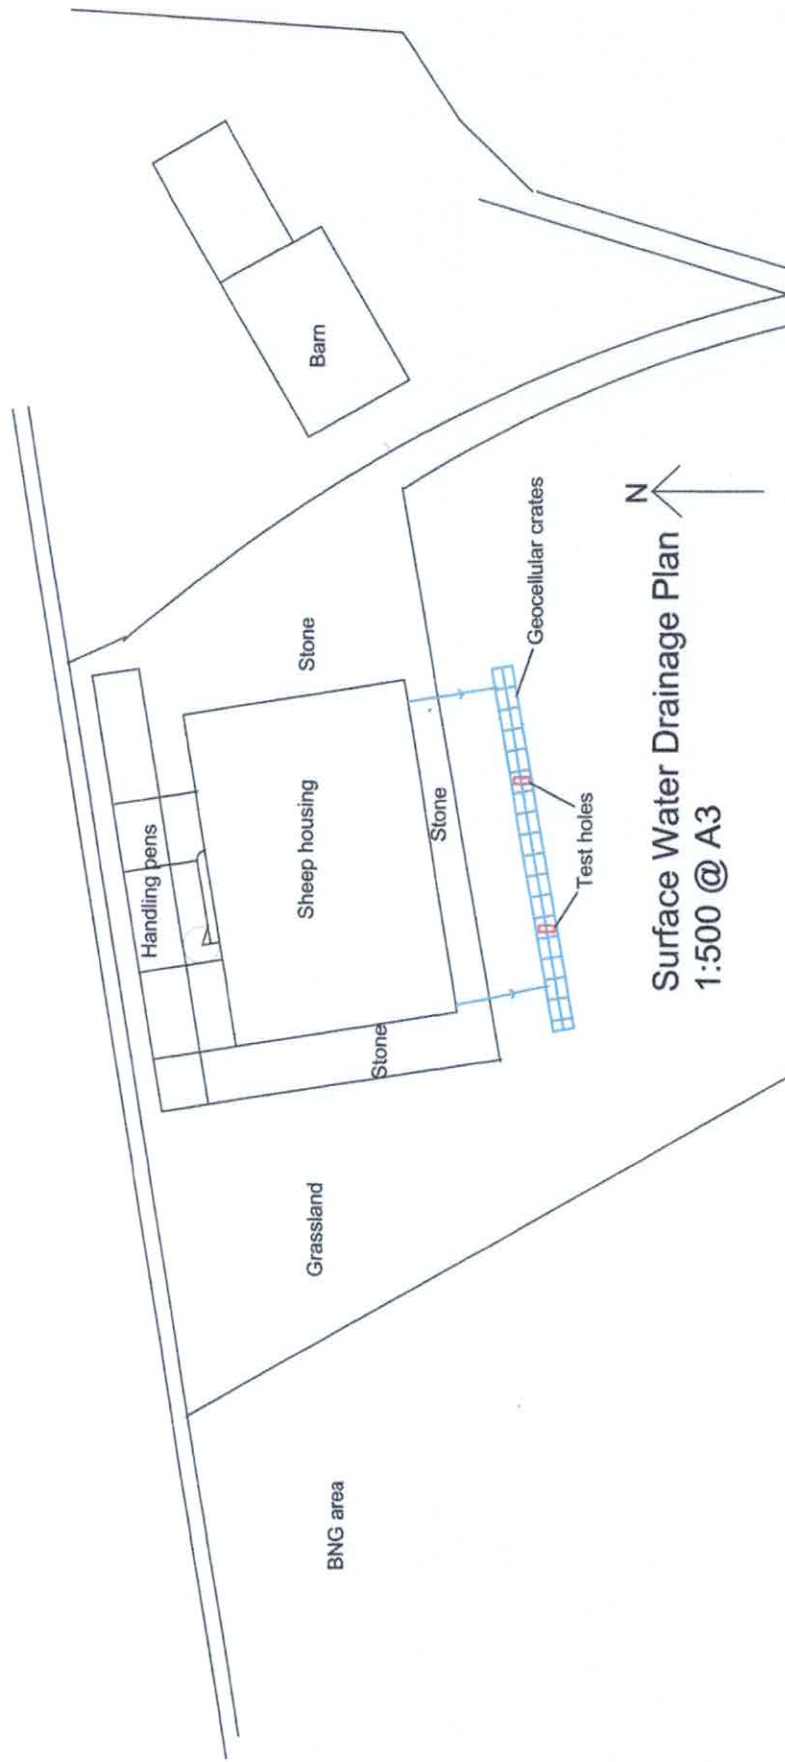 Barn
Stone
Handling pens
Sheep housing
Stone
Stone
Geocellular crates
Test holes
Grassland
BNG area
N
Surface Water Drainage Plan
1:500 @ A3